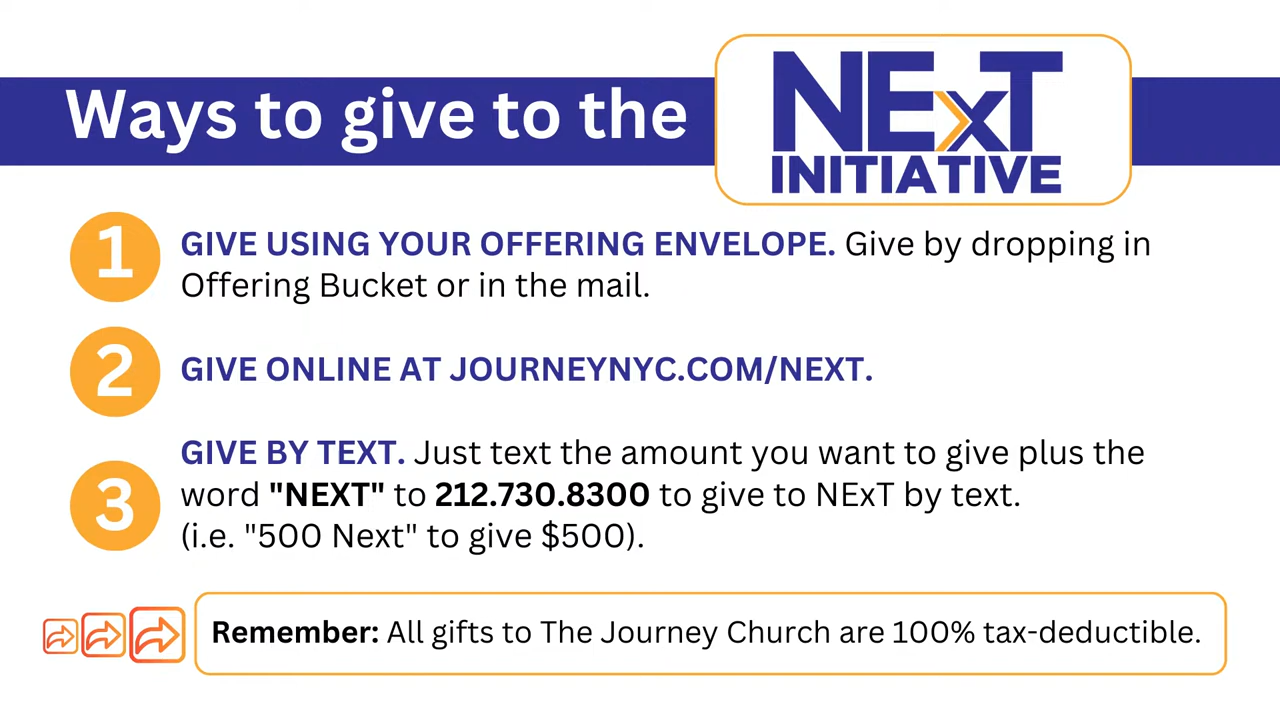 Ways to give to the
NExT
INITIATIVE
1
GIVE USING YOUR OFFERING ENVELOPE. Give by dropping in
Offering Bucket or in the mail.
2
GIVE ONLINE AT JOURNEYNYC.COM/NEXT.
3
GIVE BY TEXT. Just text the amount you want to give plus the
word "NEXT" to 212.730.8300 to give to NExT by text.
(i.e. "500 Next" to give $500).
Remember: All gifts to The Journey Church are 100% tax-deductible.